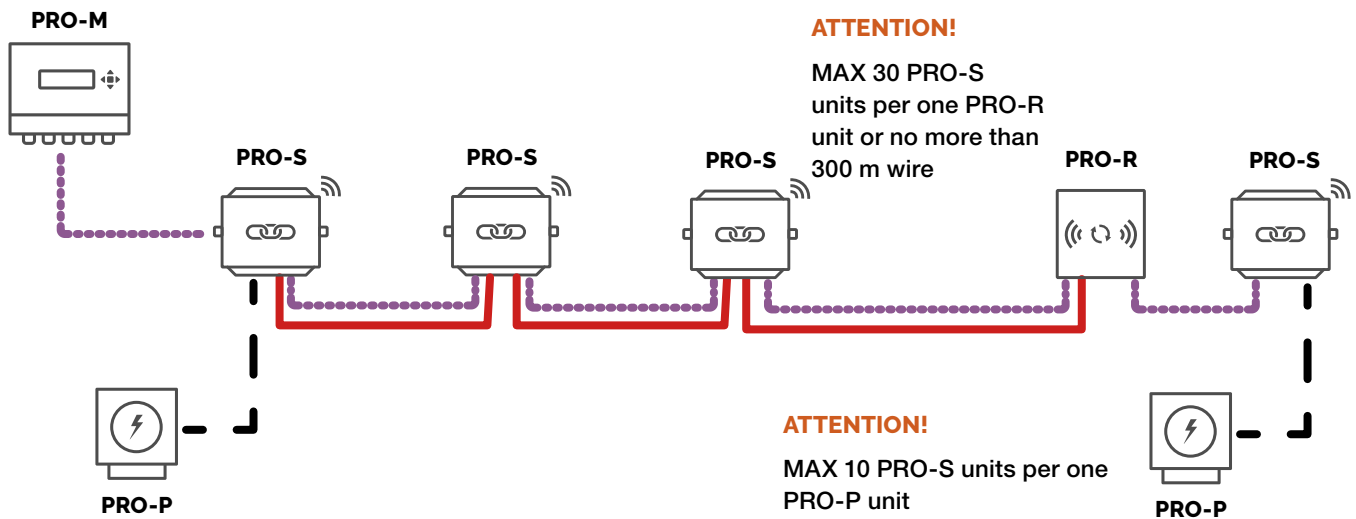 PRO-M
ATTENTION!
MAX 30 PRO-S
units per one PRO-R
unit or no more than
300 m wire
PRO-S
PRO-S
PRO-S
PRO-R
PRO-S
PRO-P
ATTENTION!
MAX 10 PRO-S units per one
PRO-P unit
PRO-P